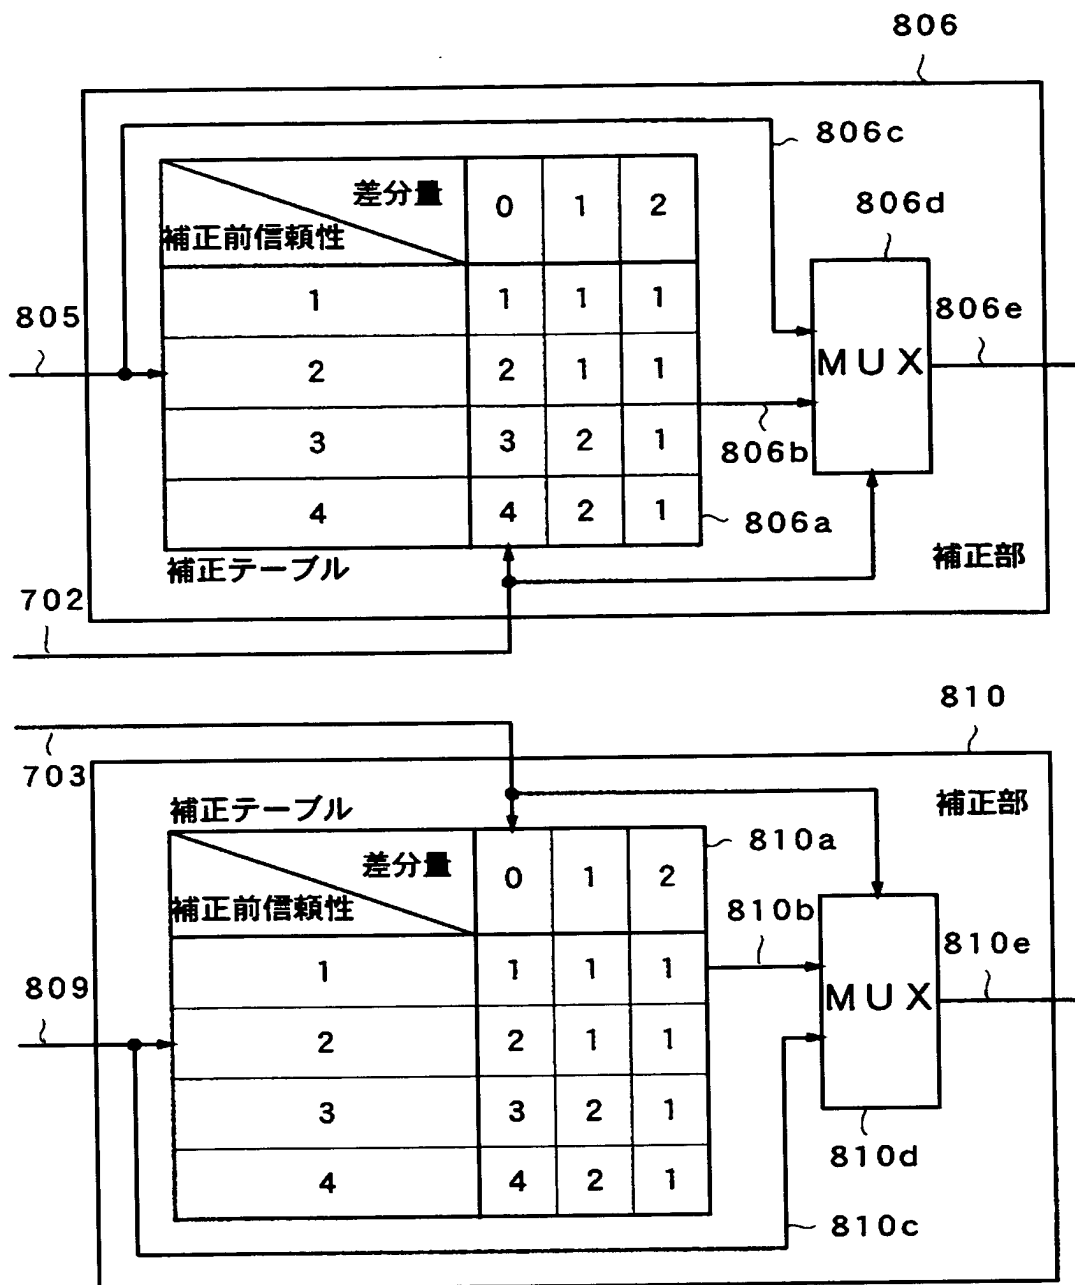 806
806c
差分量 0 1 2
補正前信頼性
806d
1 1 1 1
805
806e
2 2 1 1
MUX
3 3 2 1
806b
4 4 2 1
806a
補正テーブル
補正部
702
810
703
補正テーブル
補正部
810a
差分量 0 1 2
補正前信頼性
810b
810e
1 1 1 1
809
MUX
2 2 1 1
3 3 2 1
810d
4 4 2 1
810c